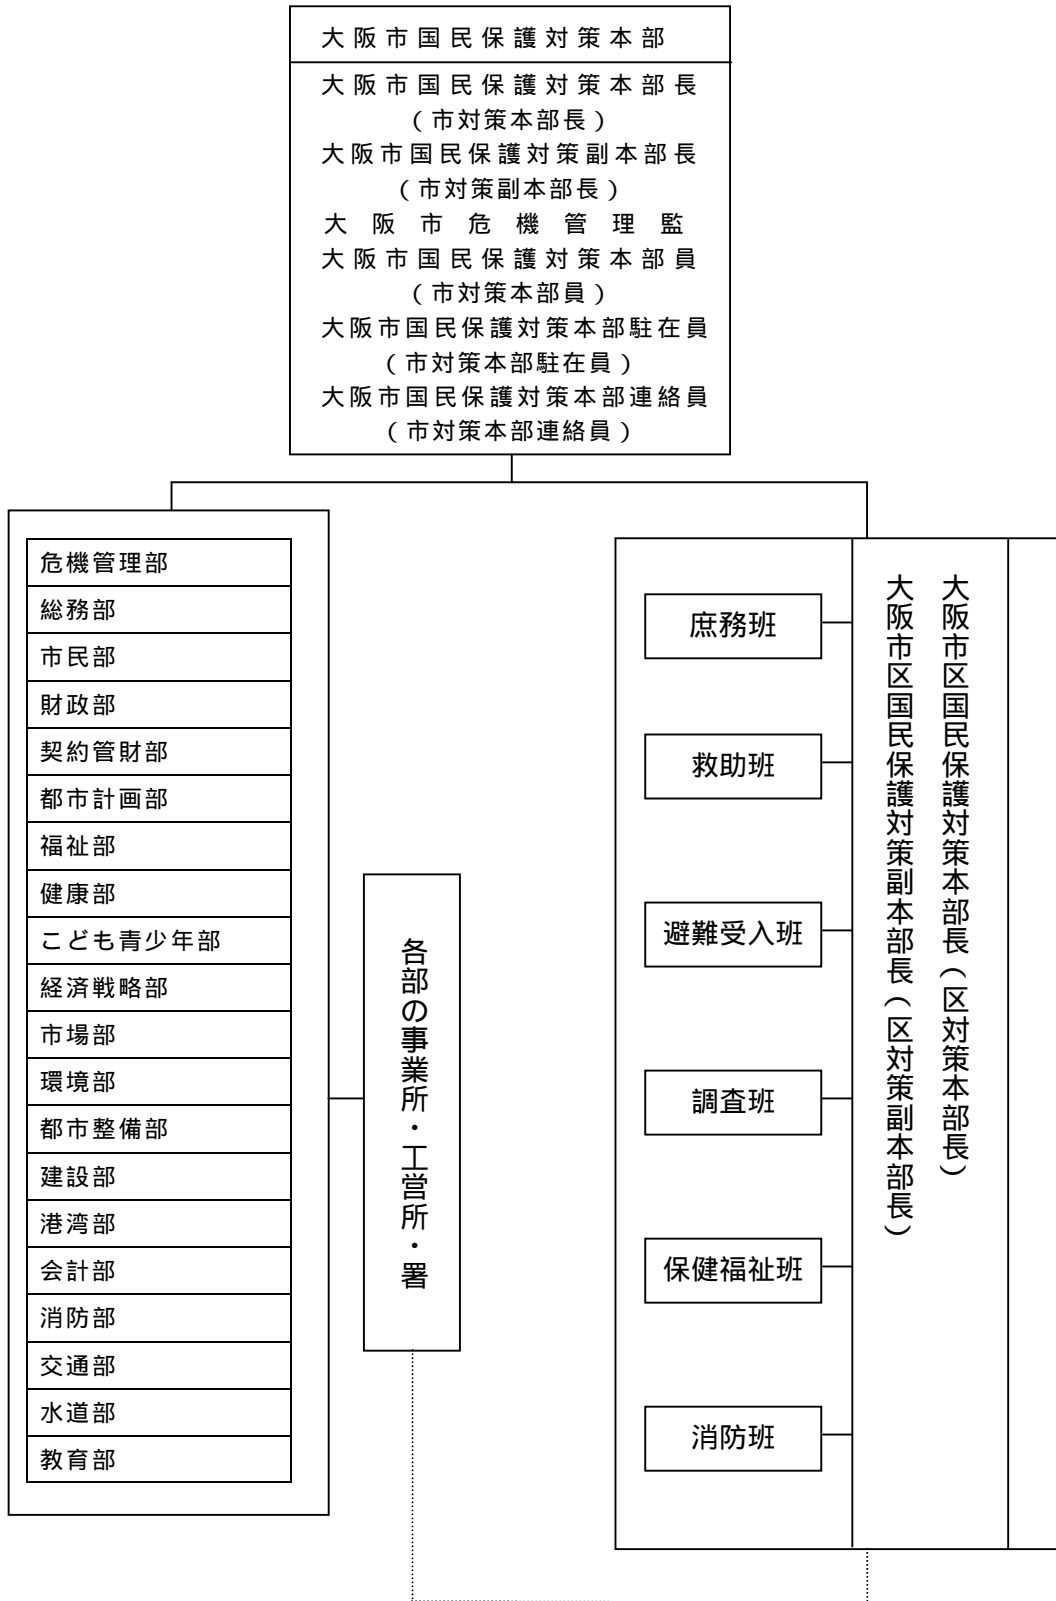 大阪市国民保護対策本部
大阪市国民保護対策本部長
(市対策本部長)
大阪市国民保護対策副本部長
(市対策副本部長)
大阪市危機管理監
大阪市国民保護対策本部員
(市対策本部員)
大阪市国民保護対策本部駐在員
(市対策本部駐在員)
大阪市国民保護対策本部連絡員
(市対策本部連絡員)
危機管理部
総務部
市民部
財政部
契約管財部
都市計画部
福祉部
健康部
こども青少年部
経済戦略部
市場部
環境部
都市整備部
建設部
港湾部
会計部
消防部
交通部
水道部
教育部
各部の事業所・工営所・署
庶務班
救助班
避難受入班
調査班
保健福祉班
消防班
大阪市区国民保護対策本部長(区対策本部長)
大阪市区国民保護対策副本部長(区対策副本部長)